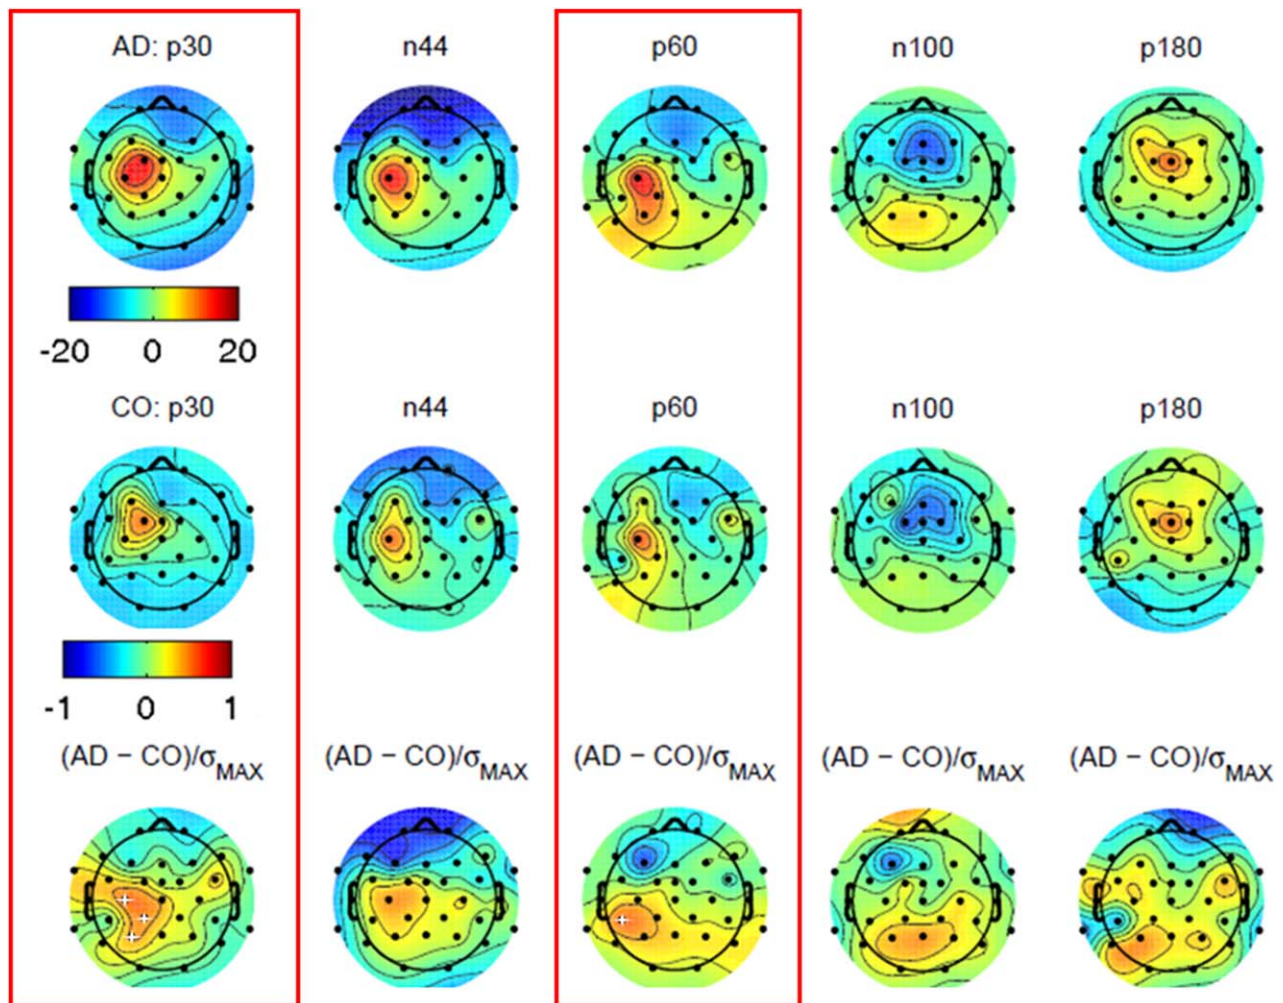 AD: p30 n44 p60 n100 p180
-20 0 20
CO: p30 n44 p60 n100 p180
-1 0 1
(AD − CO)/σMAX (AD − CO)/σMAX (AD − CO)/σMAX (AD − CO)/σMAX (AD − CO)/σMAX